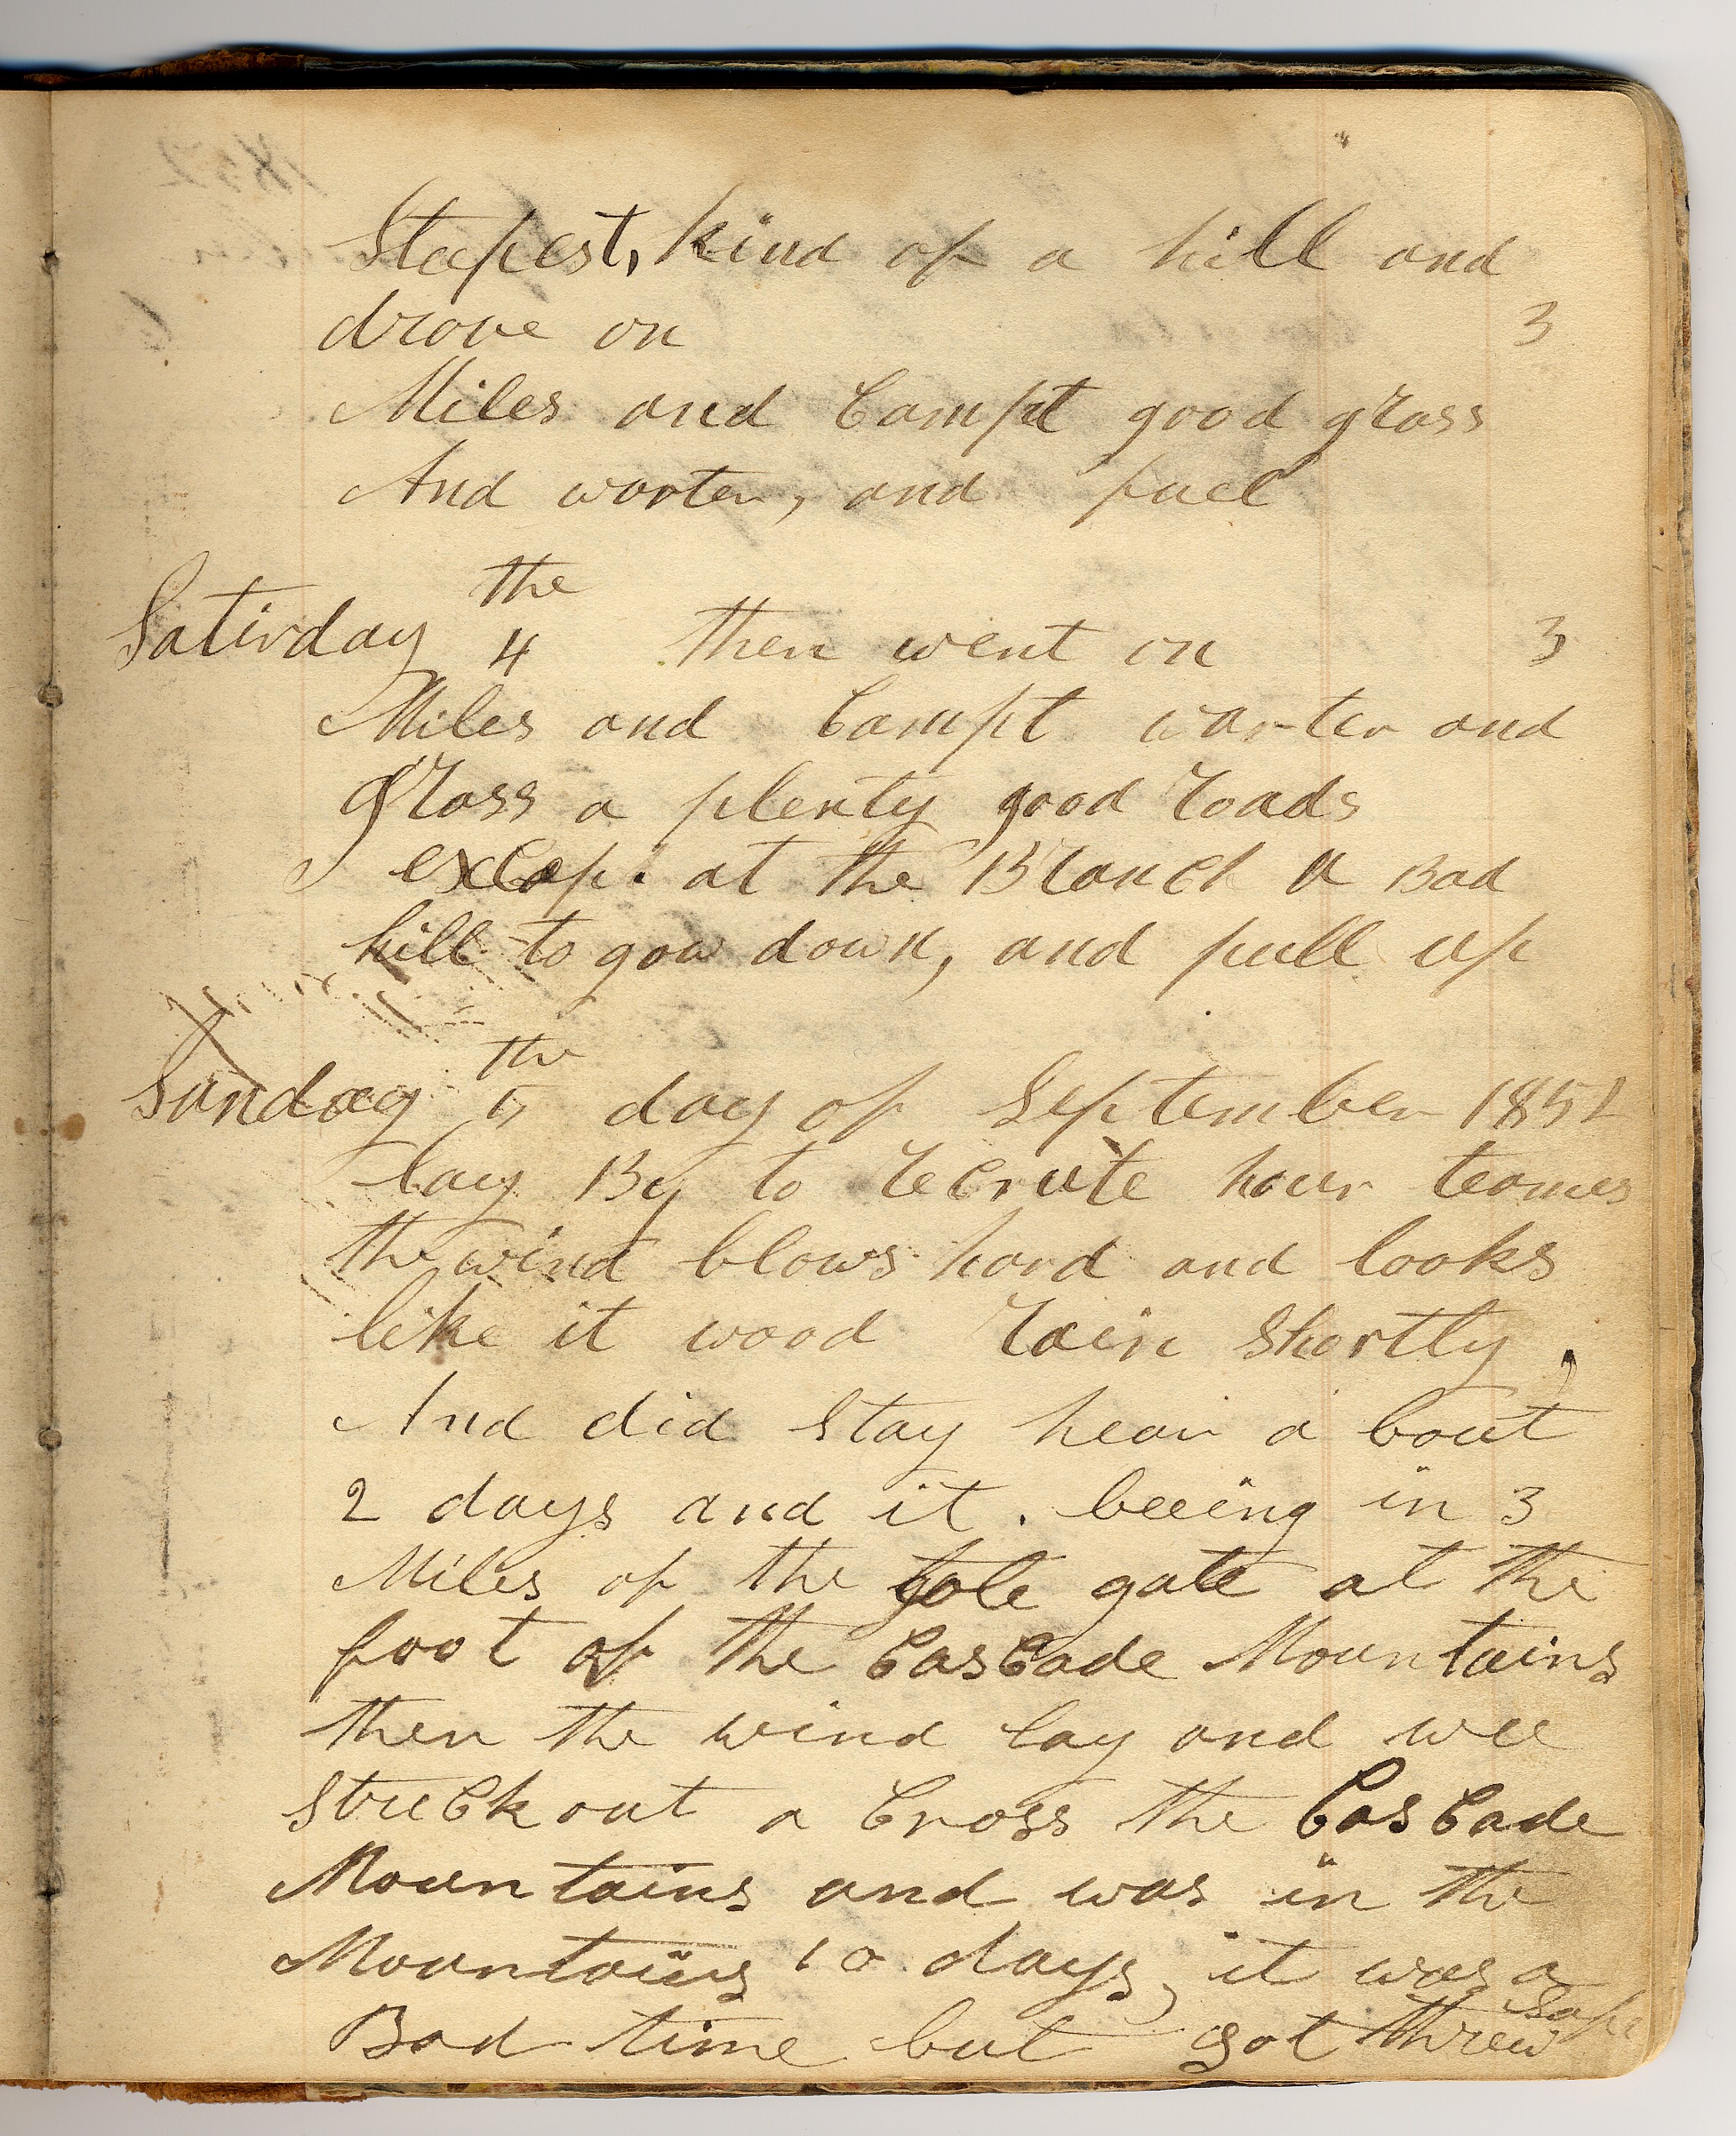 Steepest, kind of a hill and
drove on 3
Miles and Campt good grass
And worter, and fuel
the
Satirday 4 then went on 3
Miles and Campt worter and
grass a plenty good roads
excep. at the Branch a Bad
hill to gow down, and pull up
the
Sunday 5 day of September 1852
lay By to recrute hour teames
the wind blows hard and looks
like it wood rain Shortly,
And did Stay hear a bout
2 days and it. beeing in 3
Miles of the tole gate at the
foot of the CasCade Mountains
then the wind lay and wee
StruCk out a Cross the CasCade
Mountains and was in the
Mountains 10 days, it was a
Safe
Bad time but got threw